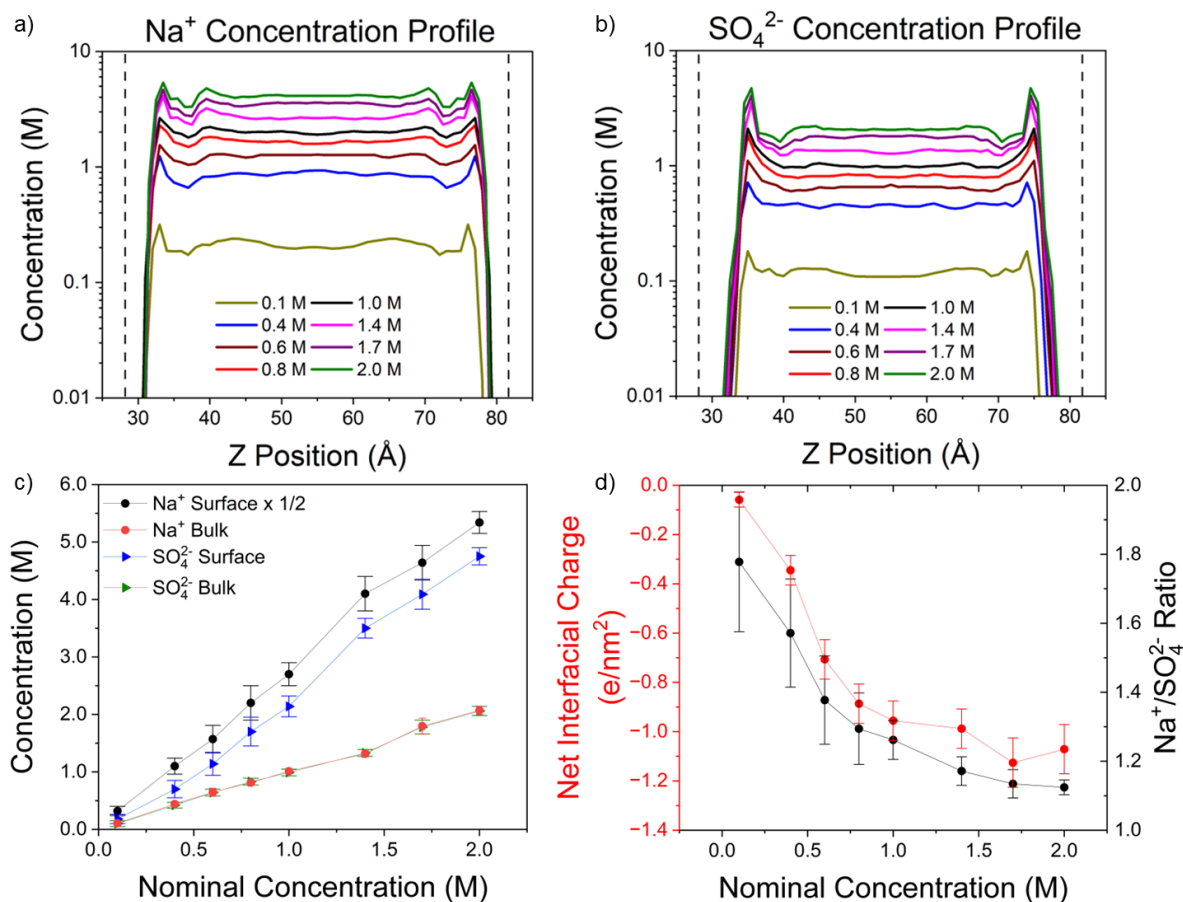 a)
Na⁺ Concentration Profile
Concentration (M)
10
1
0.1
0.01
0.1 M 1.0 M
0.4 M 1.4 M
0.6 M 1.7 M
0.8 M 2.0 M
30 40 50 60 70 80
Z Position (Å)
b)
SO₄²⁻ Concentration Profile
Concentration (M)
10
1
0.1
0.01
0.1 M 1.0 M
0.4 M 1.4 M
0.6 M 1.7 M
0.8 M 2.0 M
30 40 50 60 70 80
Z Position (Å)
c)
Concentration (M)
6.0
5.0
4.0
3.0
2.0
1.0
0.0
Na⁺ Surface x 1/2
Na⁺ Bulk
SO₄²⁻ Surface
SO₄²⁻ Bulk
0.0 0.5 1.0 1.5 2.0
Nominal Concentration (M)
d)
Net Interfacial Charge
(e/nm²)
0.0
−0.2
−0.4
−0.6
−0.8
−1.0
−1.2
−1.4
2.0
1.8
1.6
1.4
1.2
1.0
Na⁺/SO₄²⁻ Ratio
0.0 0.5 1.0 1.5 2.0
Nominal Concentration (M)